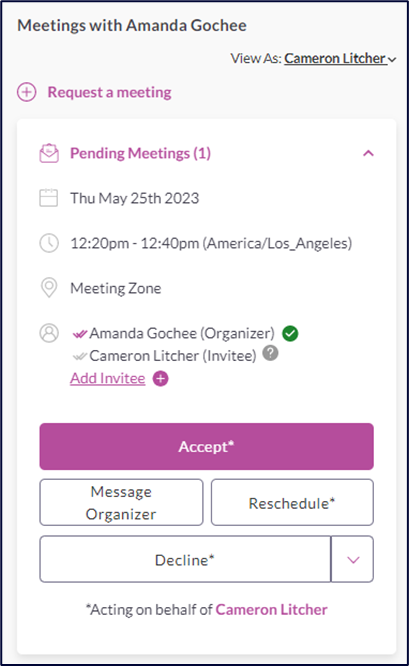 Meetings with Amanda Gochee
View As: Cameron Litcher
Request a meeting
Pending Meetings (1)
Thu May 25th 2023
12:20pm - 12:40pm (America/Los_Angeles)
Meeting Zone
Amanda Gochee (Organizer)
Cameron Litcher (Invitee) ?
Add Invitee
Accept*
Message
Organizer
Reschedule*
Decline*
*Acting on behalf of Cameron Litcher